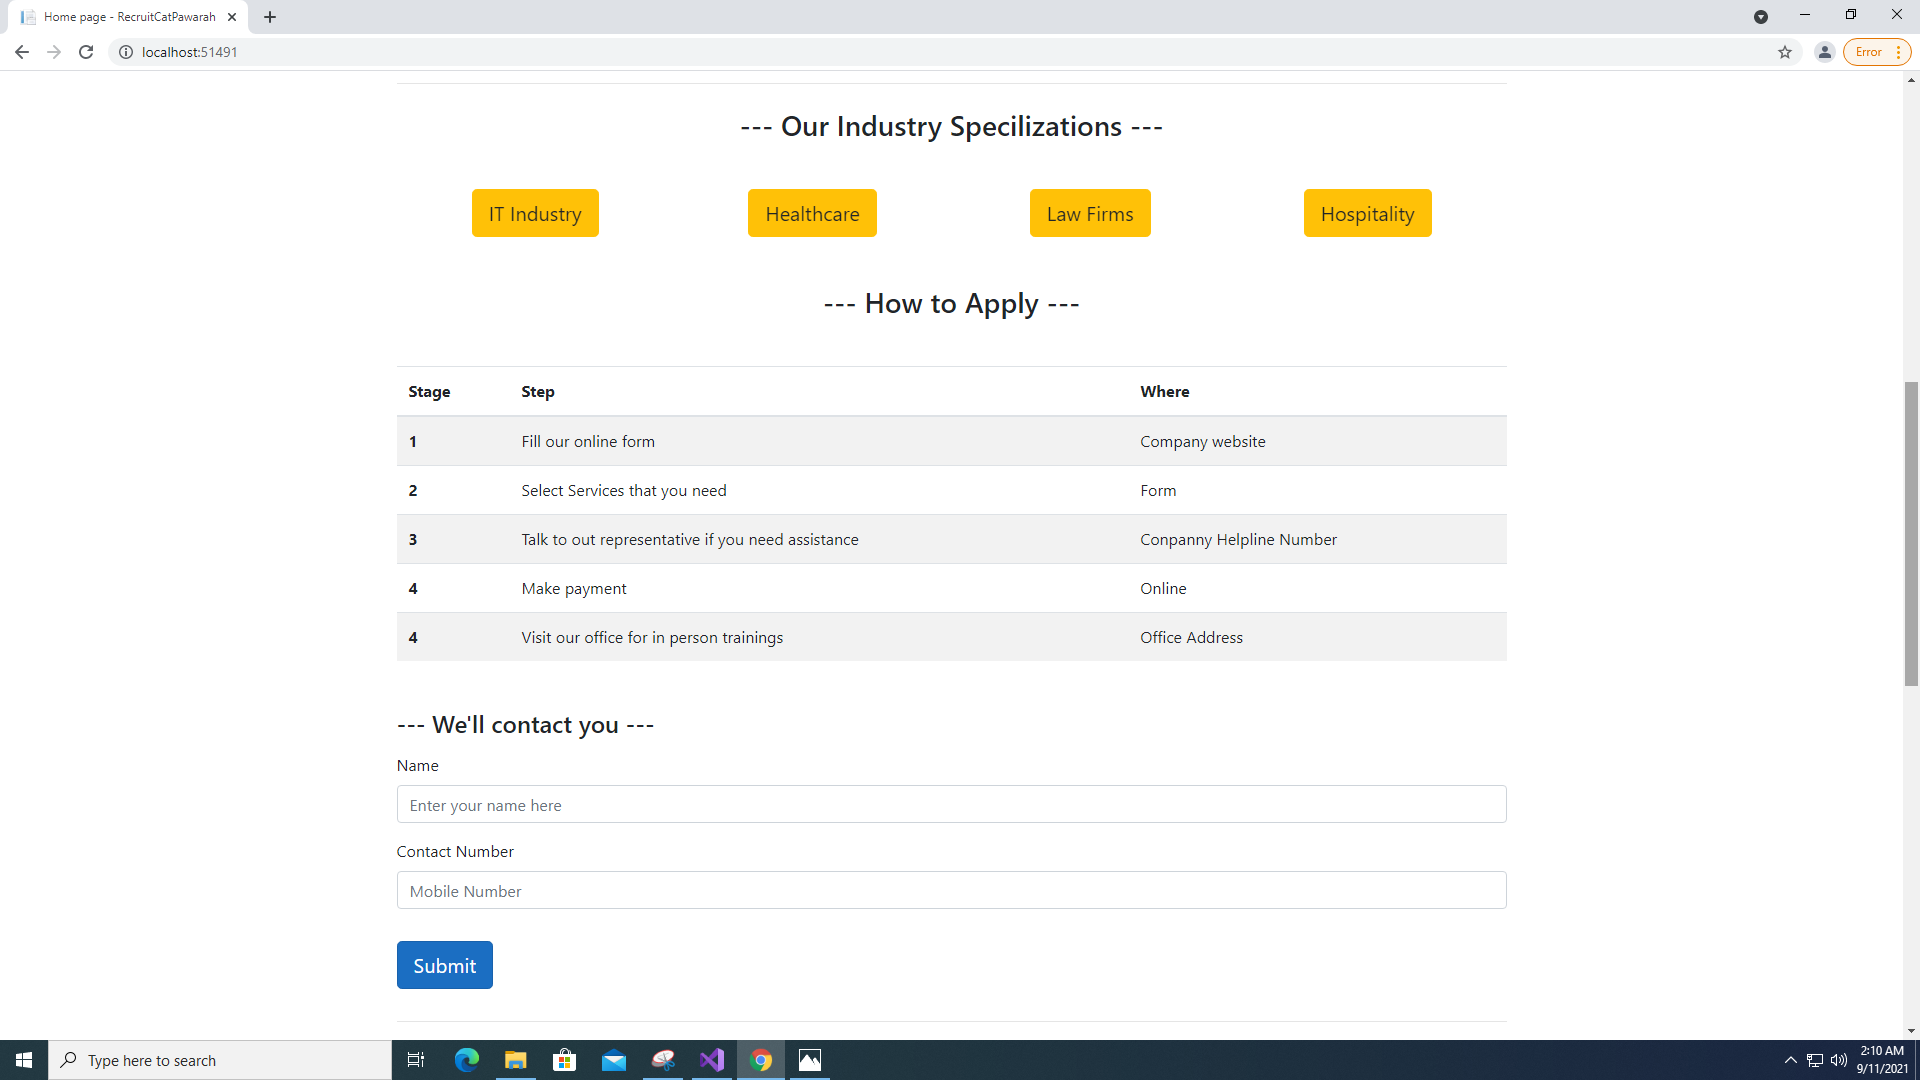 Home page - RecruitCatPawarah
localhost:51491
Error
--- Our Industry Specilizations ---
IT Industry Healthcare Law Firms Hospitality
--- How to Apply ---
Stage Step Where
1 Fill our online form Company website
2 Select Services that you need Form
3 Talk to out representative if you need assistance Conpanny Helpline Number
4 Make payment Online
4 Visit our office for in person trainings Office Address
--- We'll contact you ---
Name
Enter your name here
Contact Number
Mobile Number
Submit
Type here to search
2:10 AM
9/11/2021